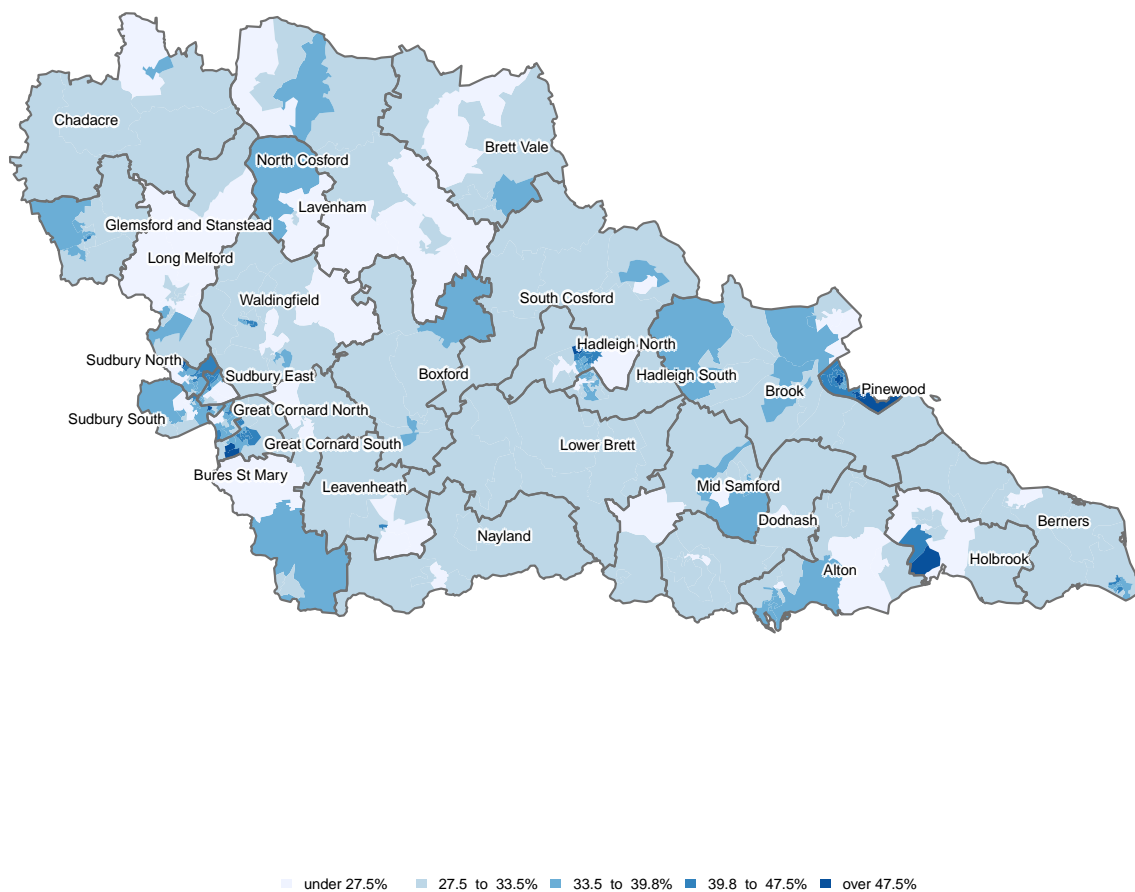 Chadacre
Brett Vale
North Cosford
Lavenham
Glemsford and Stanstead
Long Melford
Waldingfield
South Cosford
Hadleigh North
Sudbury North
Sudbury East
Boxford
Hadleigh South
Brook
Pinewood
Great Cornard North
Sudbury South
Great Cornard South
Lower Brett
Bures St Mary
Leavenheath
Mid Samford
Dodnash
Berners
Nayland
Holbrook
Alton
under 27.5% 27.5 to 33.5% 33.5 to 39.8% 39.8 to 47.5% over 47.5%